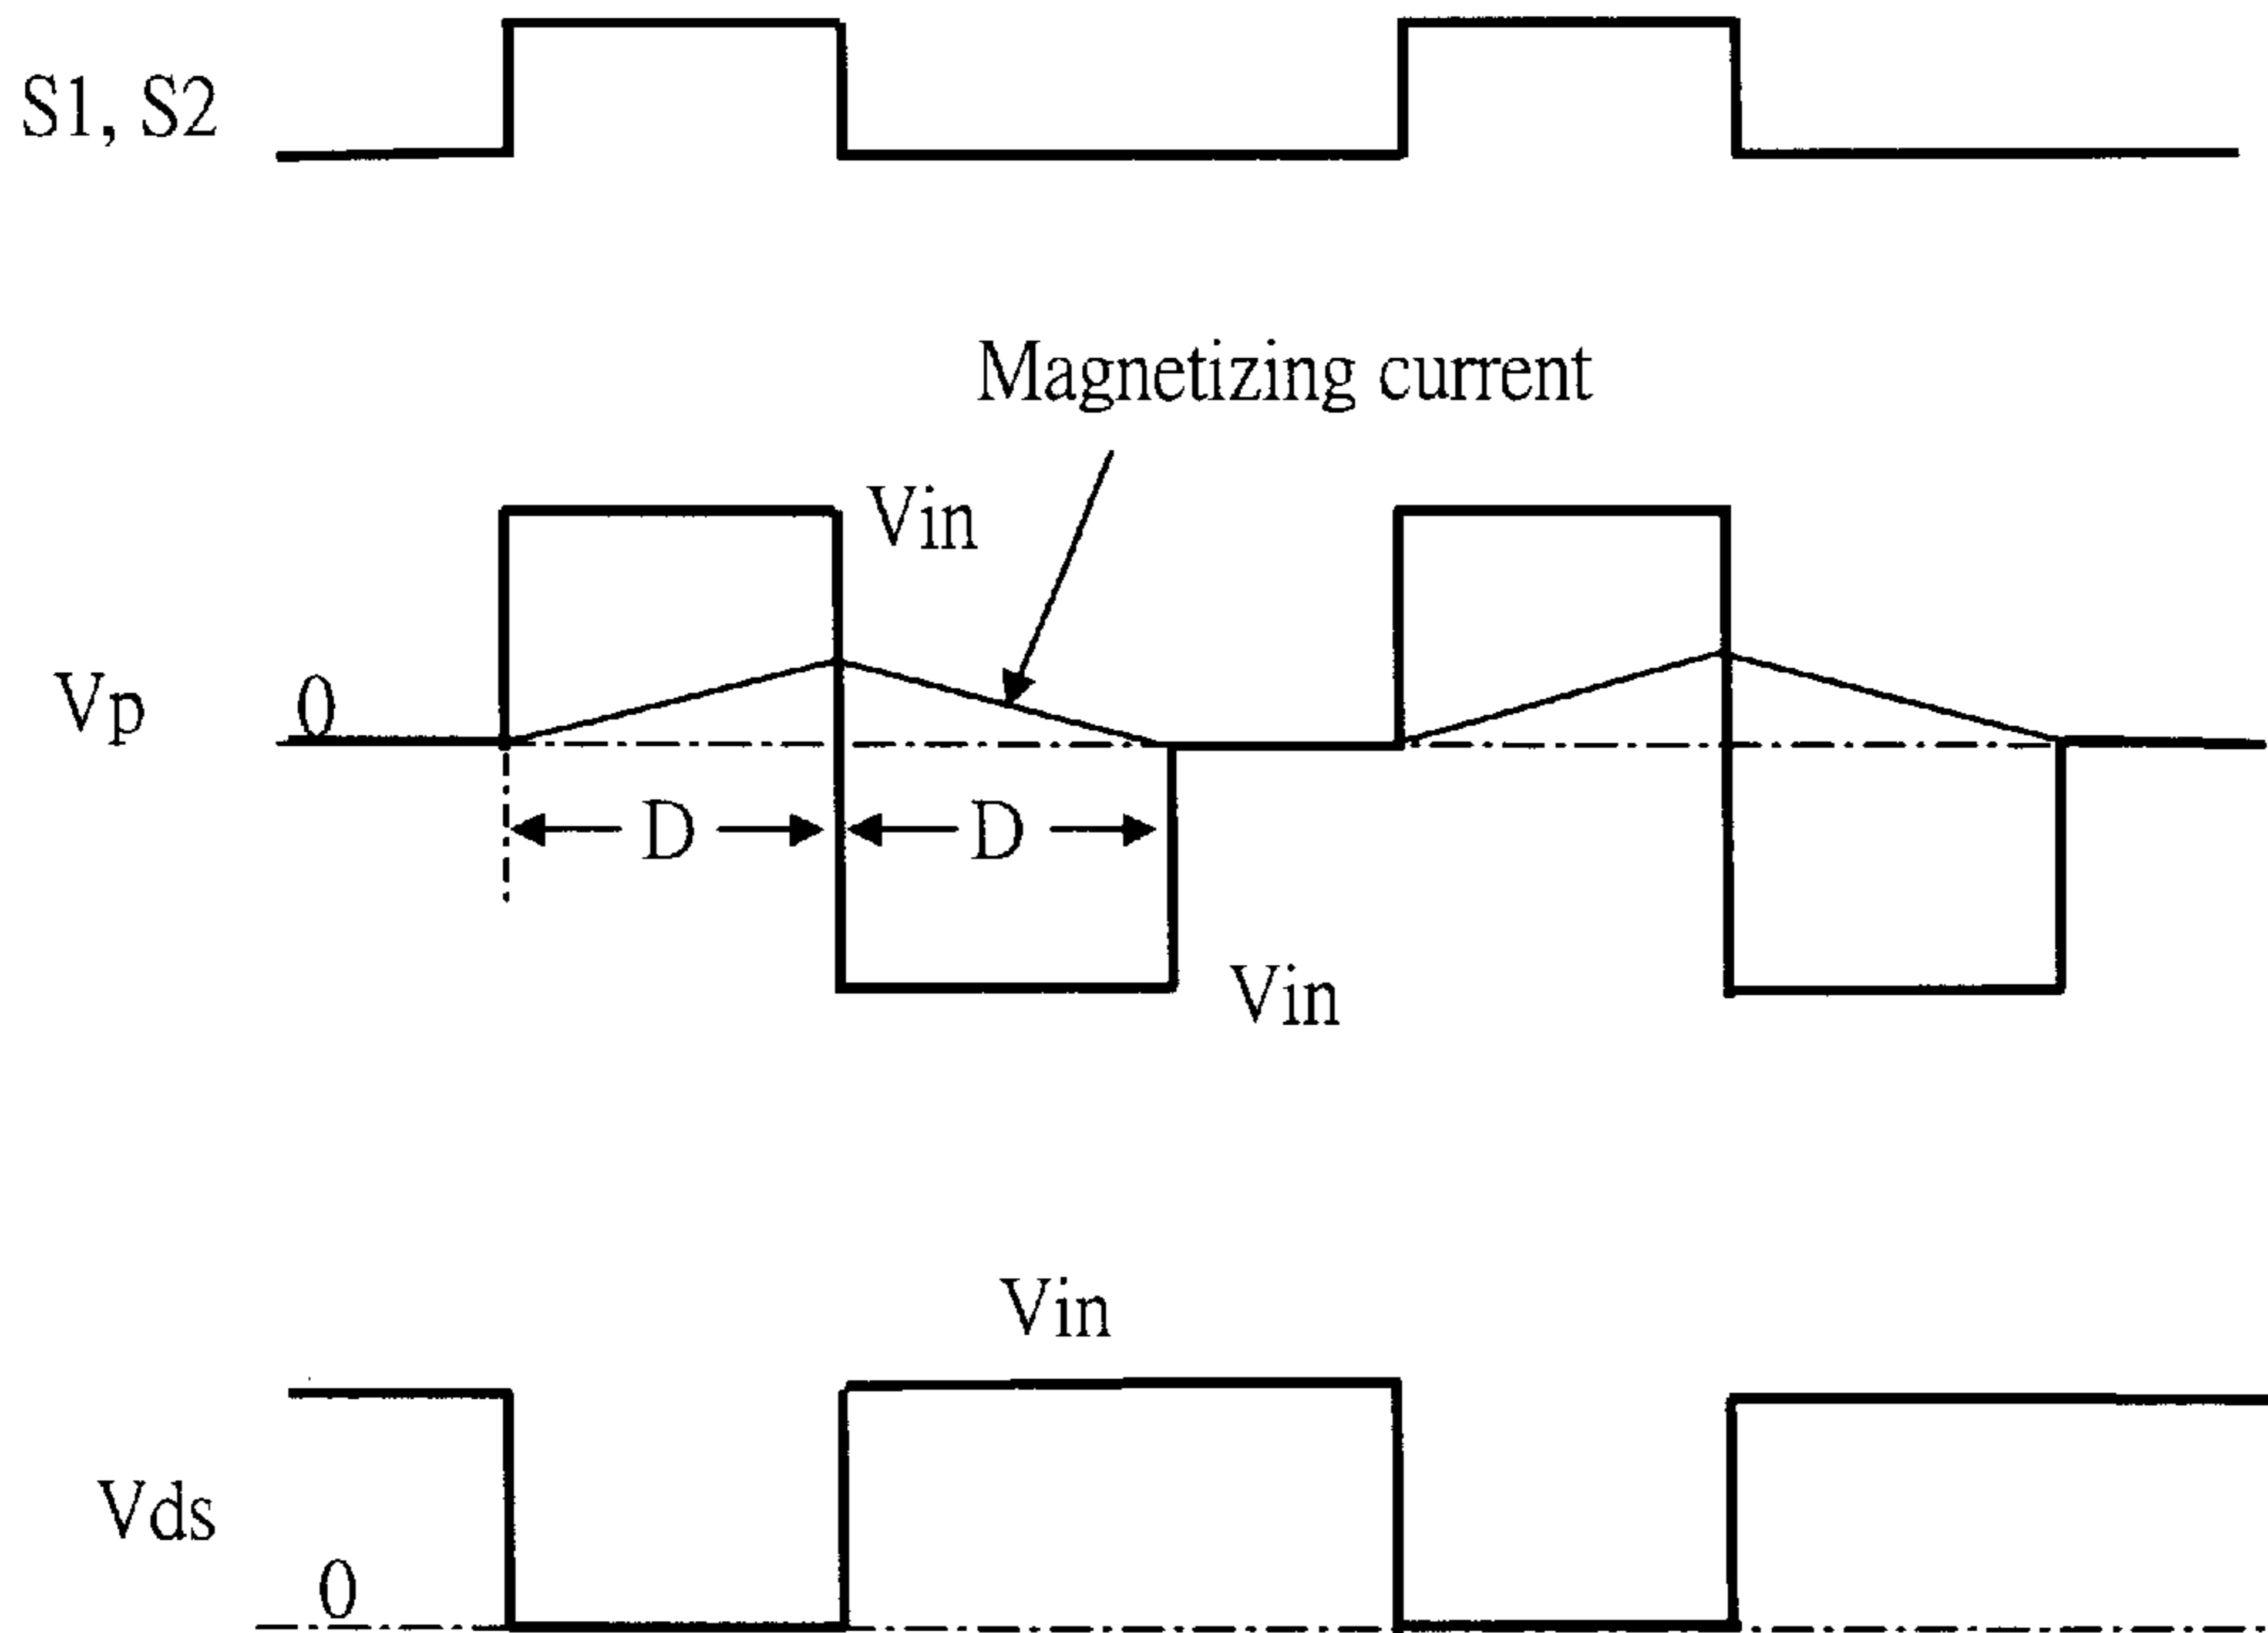 S1, S2
Magnetizing current
Vin
Vp
0
D
D
Vin
Vin
Vds
0